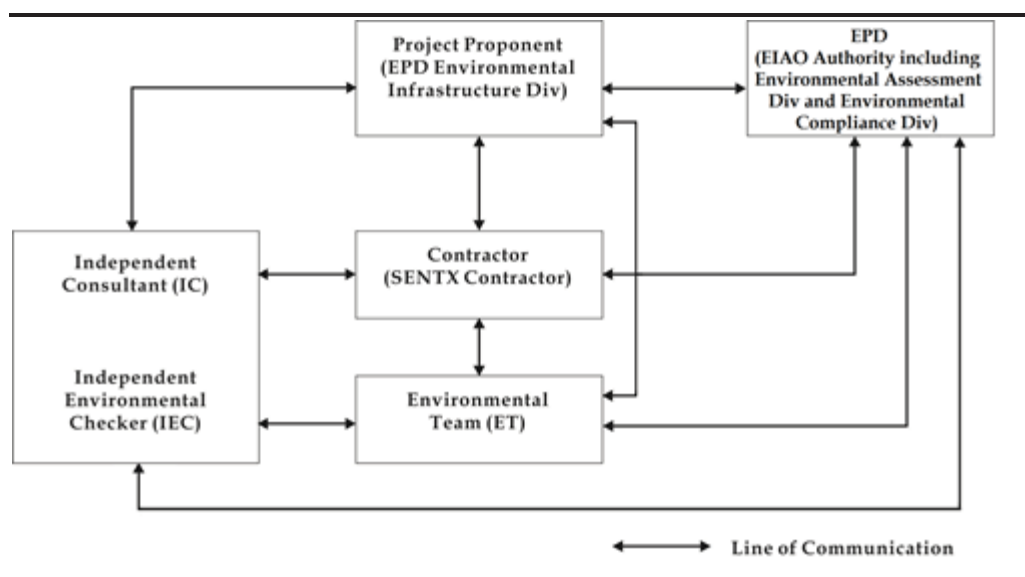 Project Proponent
(EPD Environmental
Infrastructure Div)
EPD
(EIAO Authority including
Environmental Assessment
Div and Environmental
Compliance Div)
Independent
Consultant (IC)
Contractor
(SENTX Contractor)
Independent
Environmental
Checker (IEC)
Environmental
Team (ET)
Line of Communication